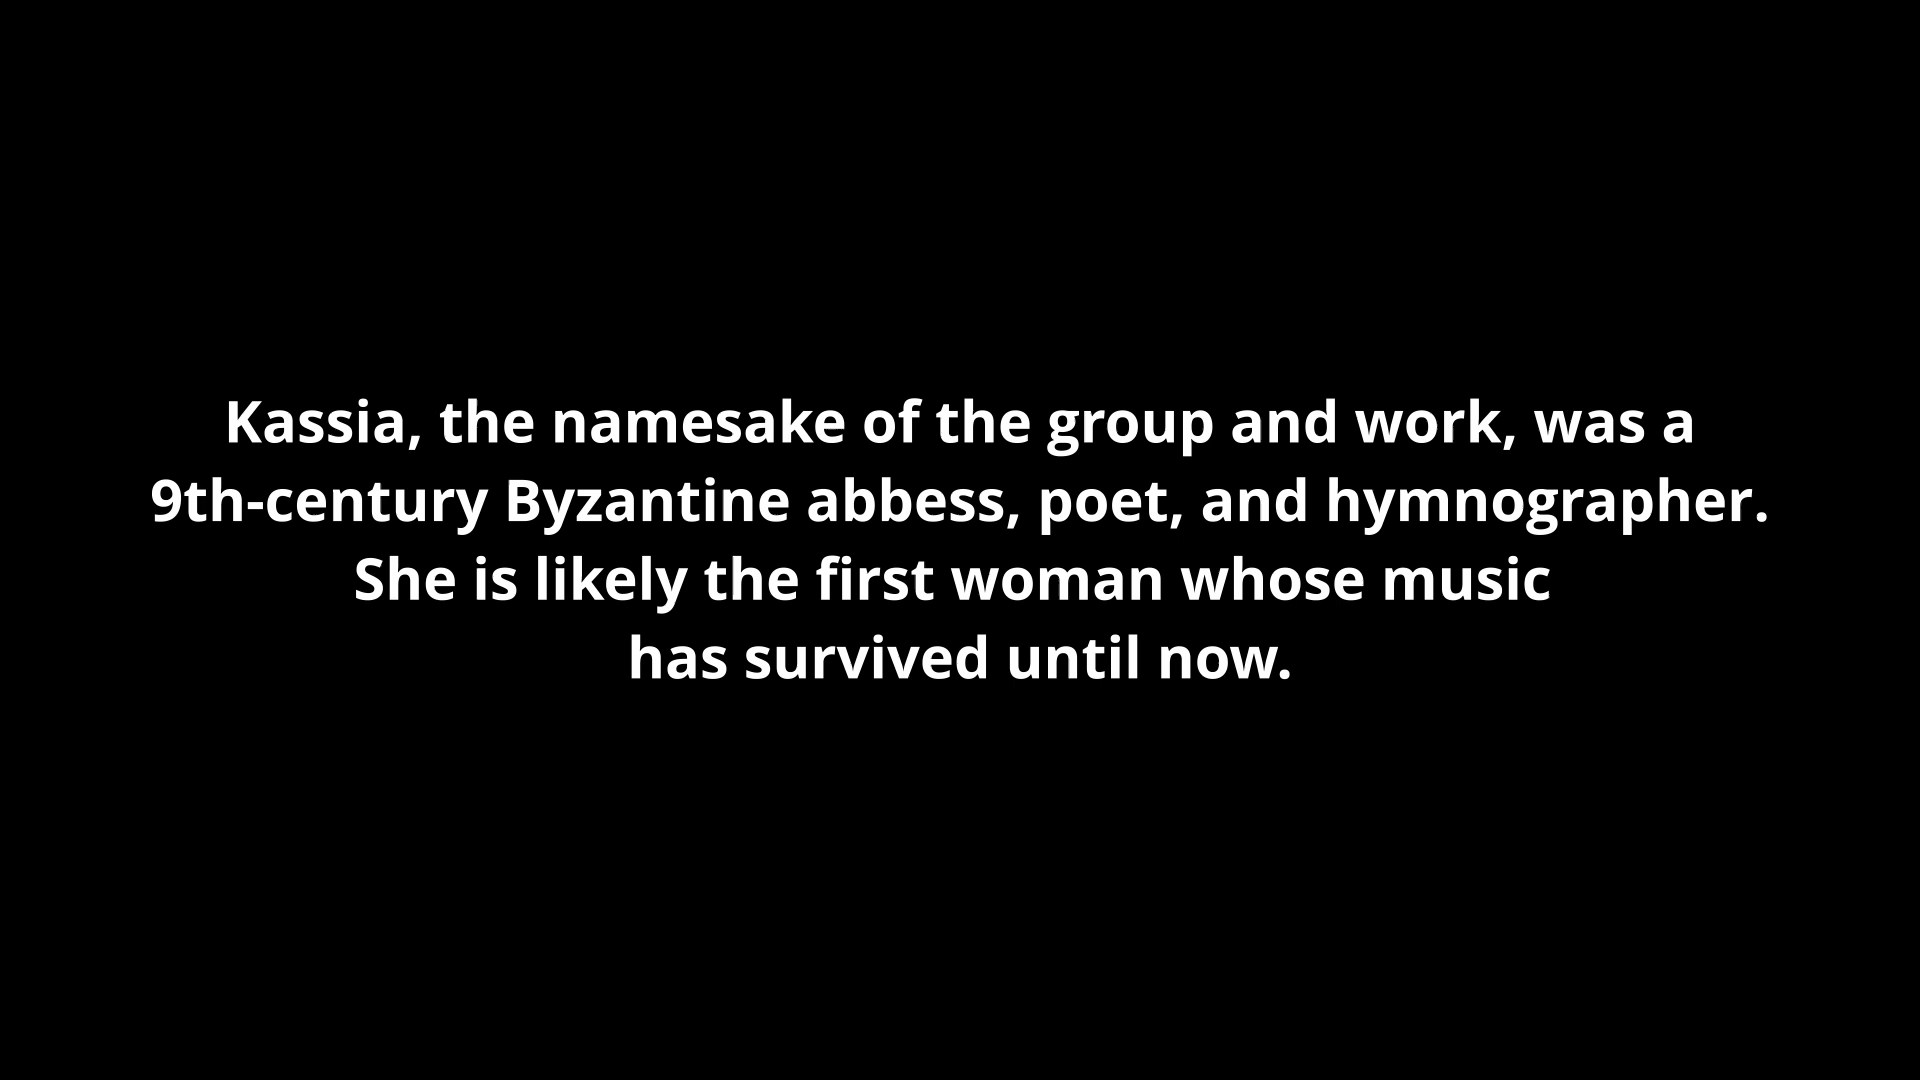 Kassia, the namesake of the group and work, was a
9th-century Byzantine abbess, poet, and hymnographer.
She is likely the first woman whose music
has survived until now.